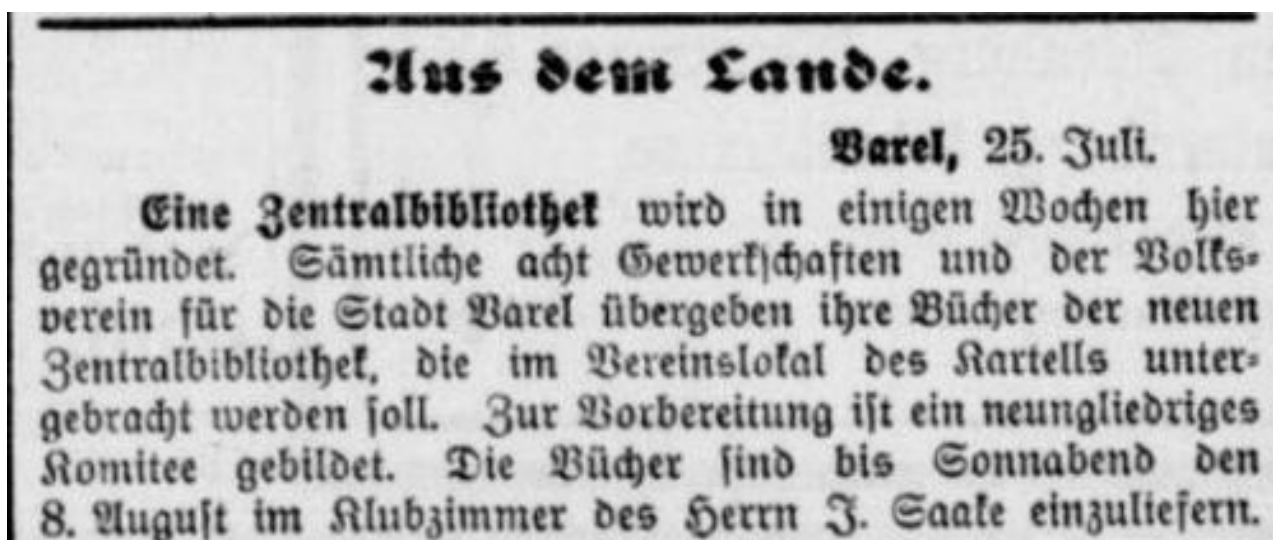 Aus dem Lande.
Varel, 25. Juli.
Eine Zentralbibliothek wird in einigen Wochen hier
gegründet. Sämtliche acht Gewerkschaften und der Volks-
verein für die Stadt Varel übergeben ihre Bücher der neuen
Zentralbibliothek, die im Vereinslokal des Kartells unter-
gebracht werden soll. Zur Vorbereitung ist ein neungliedriges
Komitee gebildet. Die Bücher sind bis Sonnabend den
8. August im Klubzimmer des Herrn J. Saake einzuliefern.